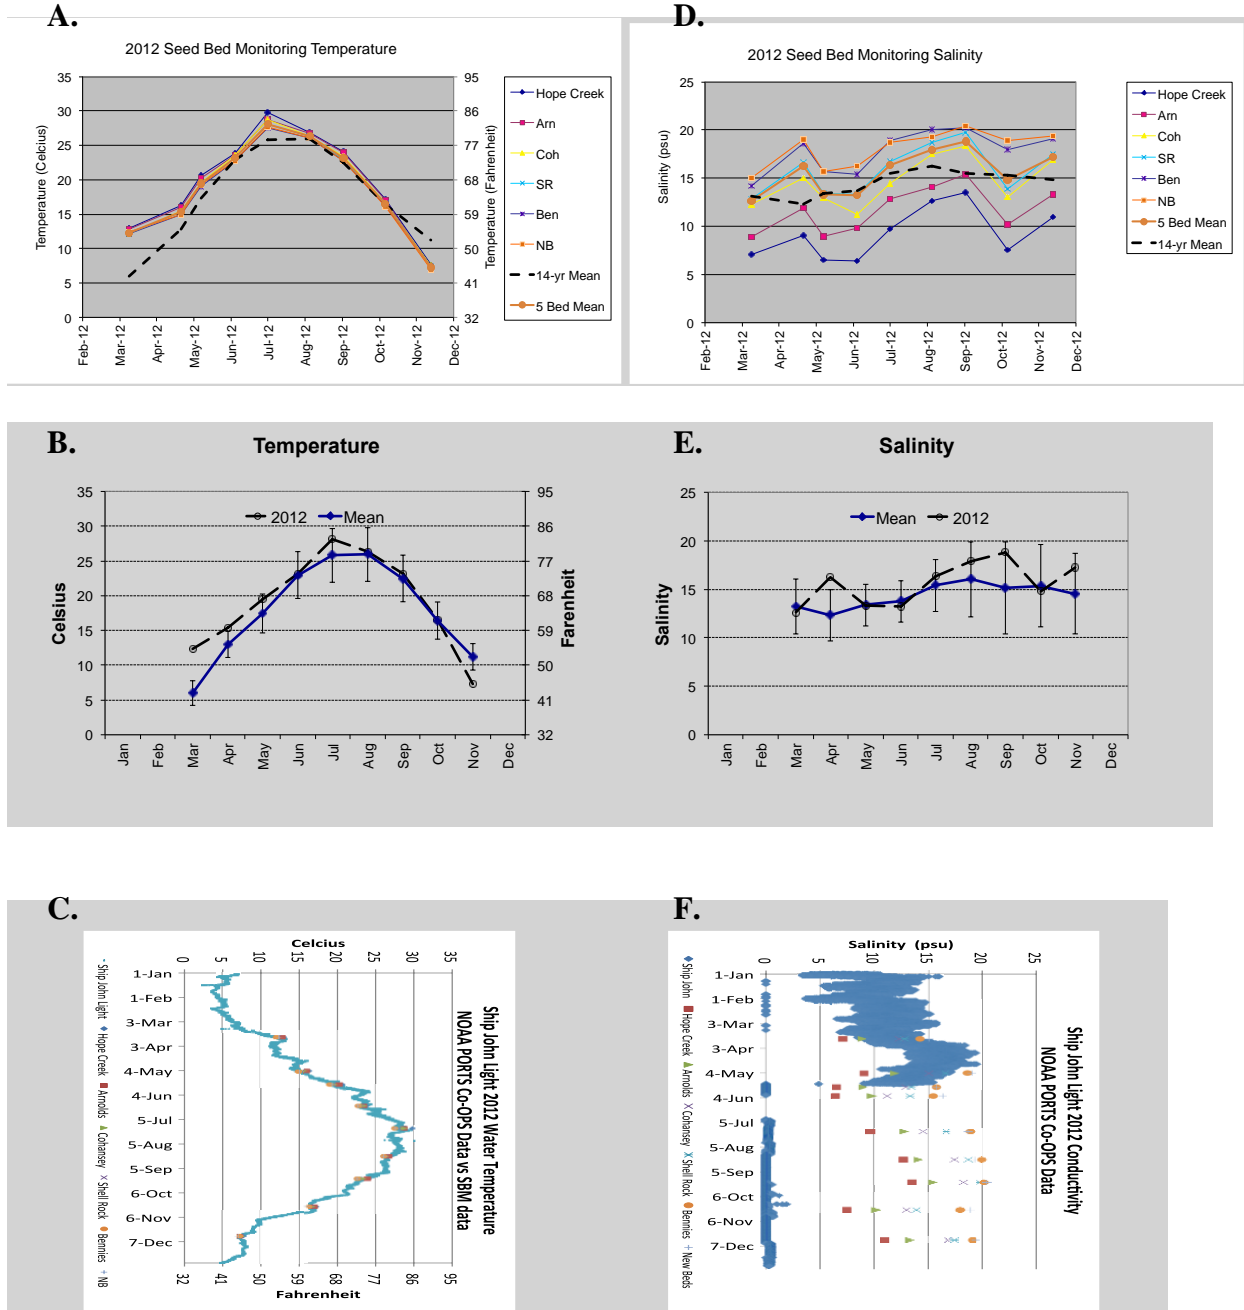 A.
2012 Seed Bed Monitoring Temperature
Temperature (Celcius)
35
30
25
20
15
10
5
0
95
86
77
68
59
50
41
32
Temperature (Fahrenheit)
Feb-12
Mar-12
Apr-12
May-12
Jun-12
Jul-12
Aug-12
Sep-12
Oct-12
Nov-12
Dec-12
Hope Creek
Arn
Coh
SR
Ben
NB
14-yr Mean
5 Bed Mean
D.
2012 Seed Bed Monitoring Salinity
Salinity (psu)
25
20
15
10
5
0
Feb-12
Mar-12
Apr-12
May-12
Jun-12
Jul-12
Aug-12
Sep-12
Oct-12
Nov-12
Dec-12
Hope Creek
Arn
Coh
SR
Ben
NB
5 Bed Mean
14-yr Mean
B.
Temperature
Celsius
35
30
25
20
15
10
5
0
2012
Mean
95
86
77
68
59
50
41
32
Farenheit
Jan
Feb
Mar
Apr
May
Jun
Jul
Aug
Sep
Oct
Nov
Dec
E.
Salinity
Salinity
25
20
15
10
5
0
Mean
2012
Jan
Feb
Mar
Apr
May
Jun
Jul
Aug
Sep
Oct
Nov
Dec
C.
Celcius
0
5
10
15
20
25
30
35
1-Jan
1-Feb
3-Mar
3-Apr
4-May
4-Jun
5-Jul
5-Aug
5-Sep
6-Oct
6-Nov
7-Dec
32
41
50
59
68
77
86
95
Fahrenheit
Ship John Light 2012 Water Temperature
NOAA PORTS Co-OPS Data vs SBM data
Ship John Light
Hope Creek
Arnolds
Cohansey
Shell Rock
Bennies
NB
F.
Salinity (psu)
0
5
10
15
20
25
1-Jan
1-Feb
3-Mar
3-Apr
4-May
4-Jun
5-Jul
5-Aug
5-Sep
6-Oct
6-Nov
7-Dec
Ship John Light 2012 Conductivity
NOAA PORTS Co-OPS Data
Ship John
Hope Creek
Arnolds
Cohansey
Shell Rock
Bennies
New Beds